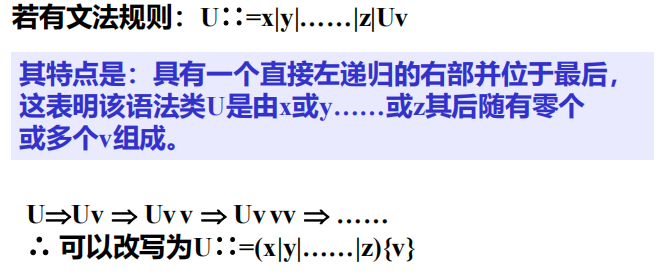 若有文法规则：U∷=x|y|……|z|Uv
其特点是：具有一个直接左递归的右部并位于最后，
这表明该语法类U是由x或y……或z其后随有零个
或多个v组成。
U⇒Uv ⇒ Uv v ⇒ Uv vv ⇒ ……
∴ 可以改写为U∷=(x|y|……|z){v}